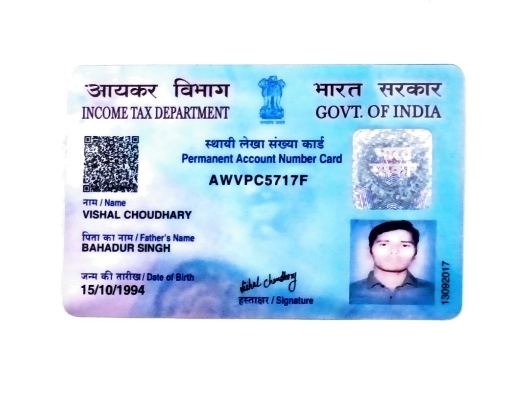 आयकर विभाग
INCOME TAX DEPARTMENT
भारत सरकार
GOVT. OF INDIA
स्थायी लेखा संख्या कार्ड
Permanent Account Number Card
AWVPC5717F
नाम / Name
VISHAL CHOUDHARY
पिता का नाम / Father's Name
BAHADUR SINGH
जन्म की तारीख / Date of Birth
15/10/1994
Vishal Choudhary
हस्ताक्षर / Signature
13092017